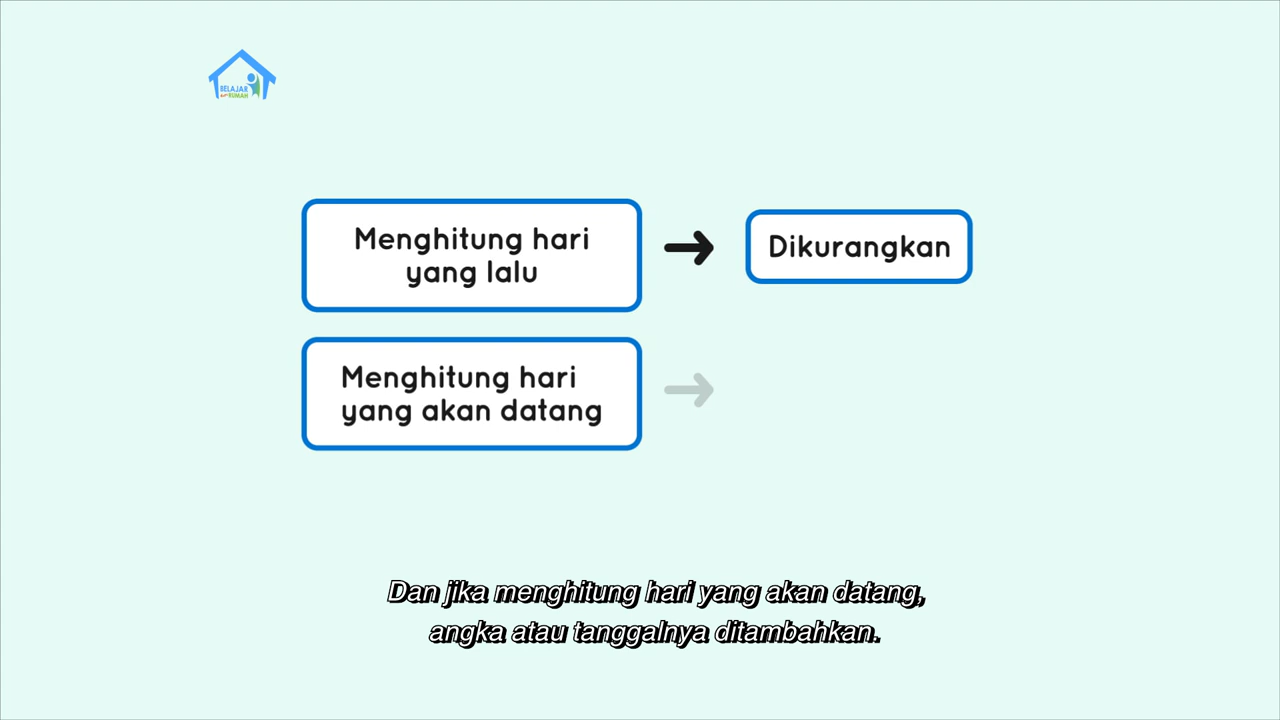 BELAJAR
dari RUMAH
Menghitung hari
yang lalu
Dikurangkan
Menghitung hari
yang akan datang
Dan jika menghitung hari yang akan datang,
angka atau tanggalnya ditambahkan.